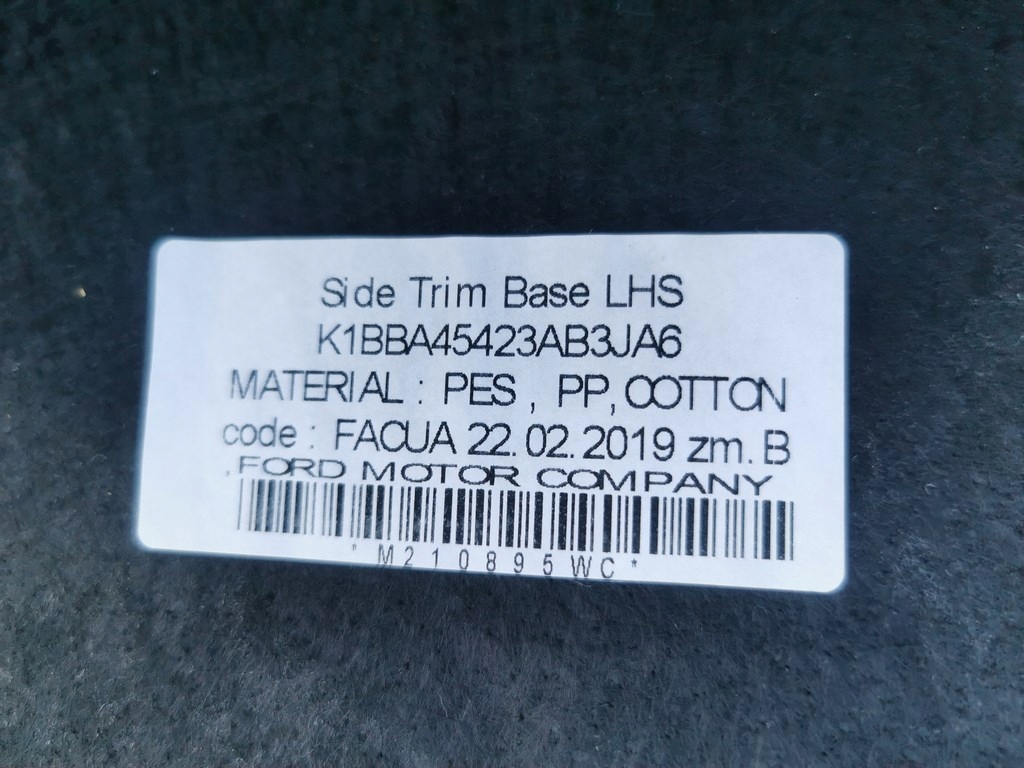 Side Trim Base LHS
K1BBA45423AB3JA6
MATERIAL : PES , PP, COTTON
code : FACUA 22.02.2019 zm. B
.FORD MOTOR COMPANY
*M210895WC*